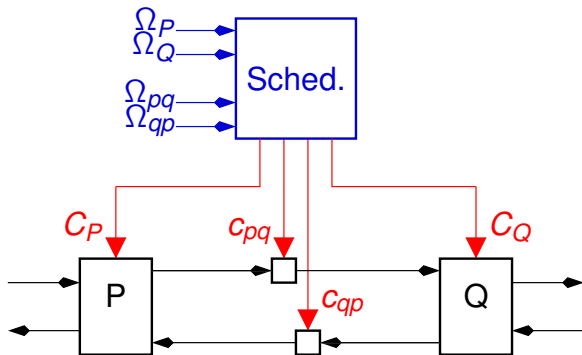 Ω_P
Ω_Q
Sched.
Ω_pq
Ω_qp
C_P
c_pq
C_Q
P
Q
c_qp